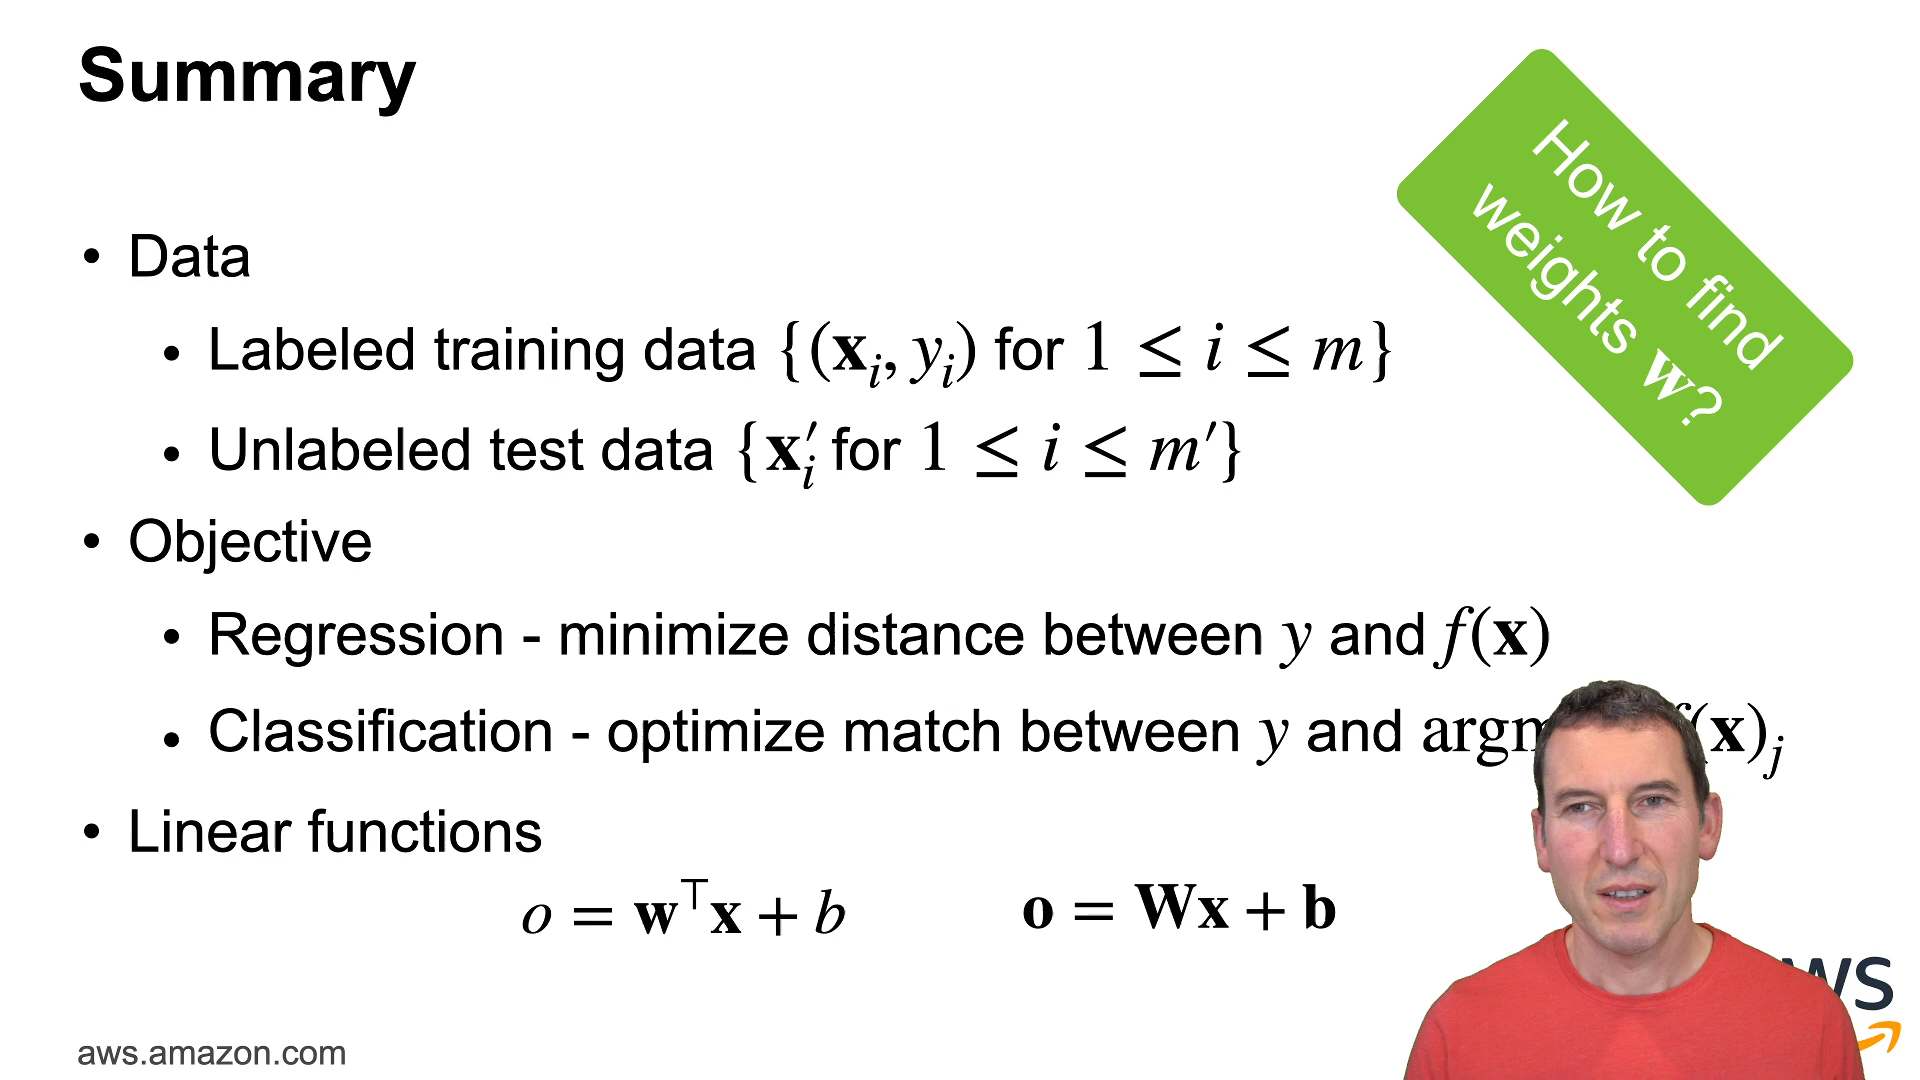 Summary
How to find
weights w?
• Data
• Labeled training data {(xᵢ, yᵢ) for 1 ≤ i ≤ m}
• Unlabeled test data {x′ᵢ for 1 ≤ i ≤ m′}
• Objective
• Regression - minimize distance between y and f(x)
• Classification - optimize match between y and (x)ⱼ
• Linear functions
o = w⊤x + b
o = Wx + b
aws.amazon.com